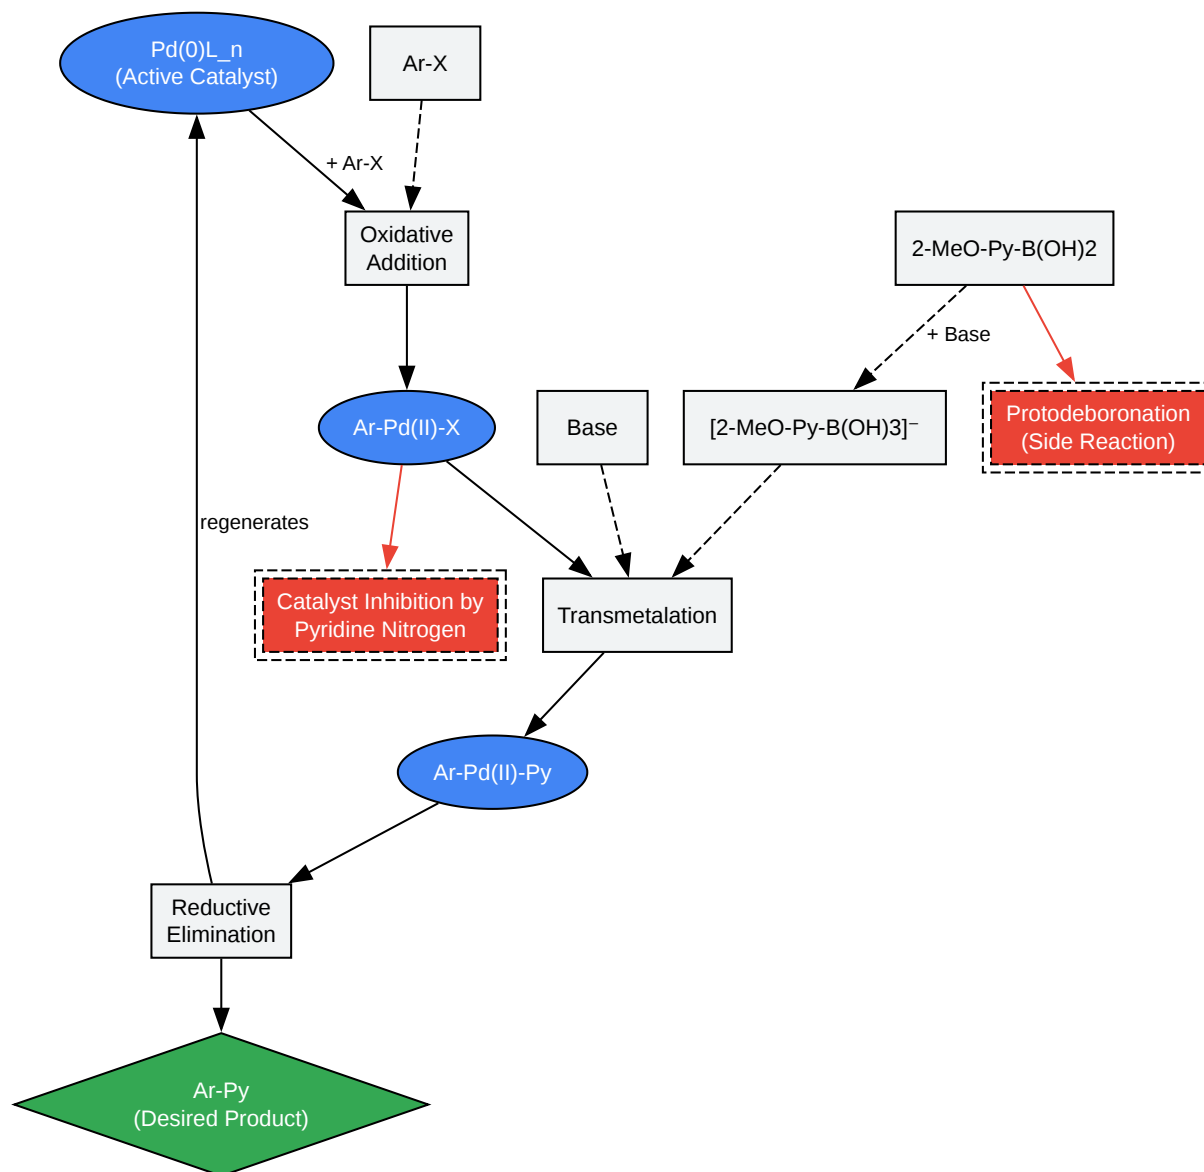 Pd(0)L_n
(Active Catalyst)
Ar-X
+ Ar-X
Oxidative
Addition
2-MeO-Py-B(OH)2
+ Base
Ar-Pd(II)-X
Base
[2-MeO-Py-B(OH)3]⁻
Protodeboronation
(Side Reaction)
regenerates
Catalyst Inhibition by
Pyridine Nitrogen
Transmetalation
Ar-Pd(II)-Py
Reductive
Elimination
Ar-Py
(Desired Product)